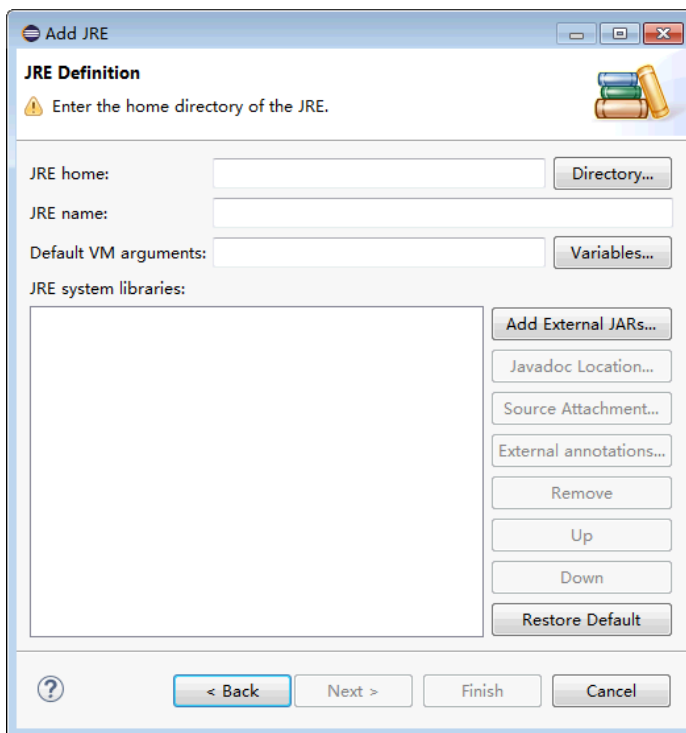 Add JRE
JRE Definition
Enter the home directory of the JRE.
JRE home:
Directory...
JRE name:
Default VM arguments:
Variables...
JRE system libraries:
Add External JARs...
Javadoc Location...
Source Attachment...
External annotations...
Remove
Up
Down
Restore Default
?
< Back
Next >
Finish
Cancel